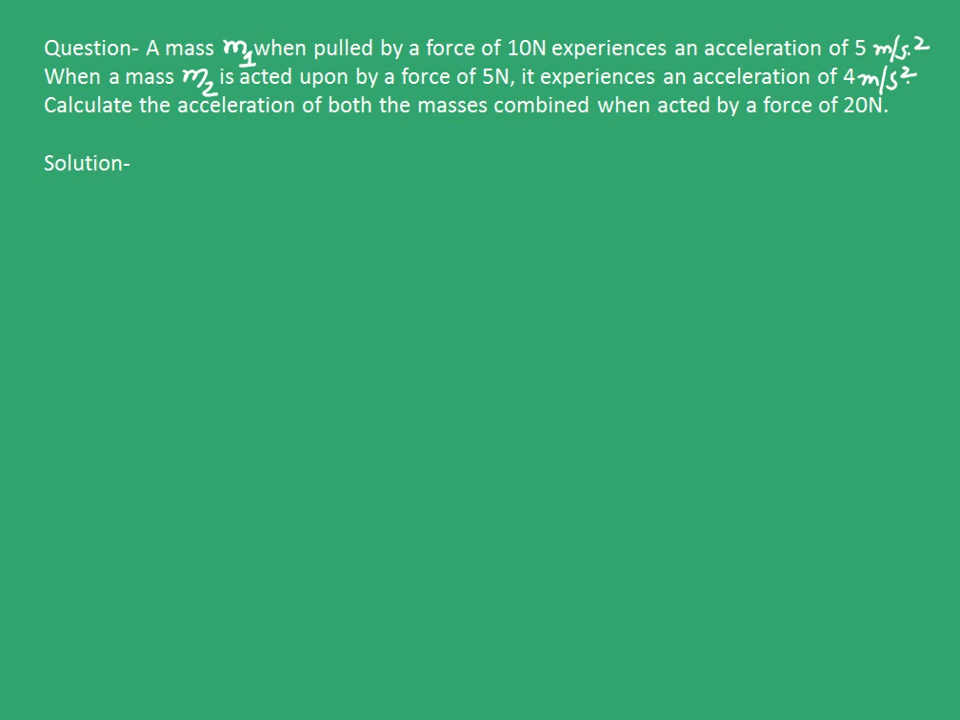 Question- A mass m₁ when pulled by a force of 10N experiences an acceleration of 5 m/s.²
When a mass m₂ is acted upon by a force of 5N, it experiences an acceleration of 4 m/s².
Calculate the acceleration of both the masses combined when acted by a force of 20N.
Solution-